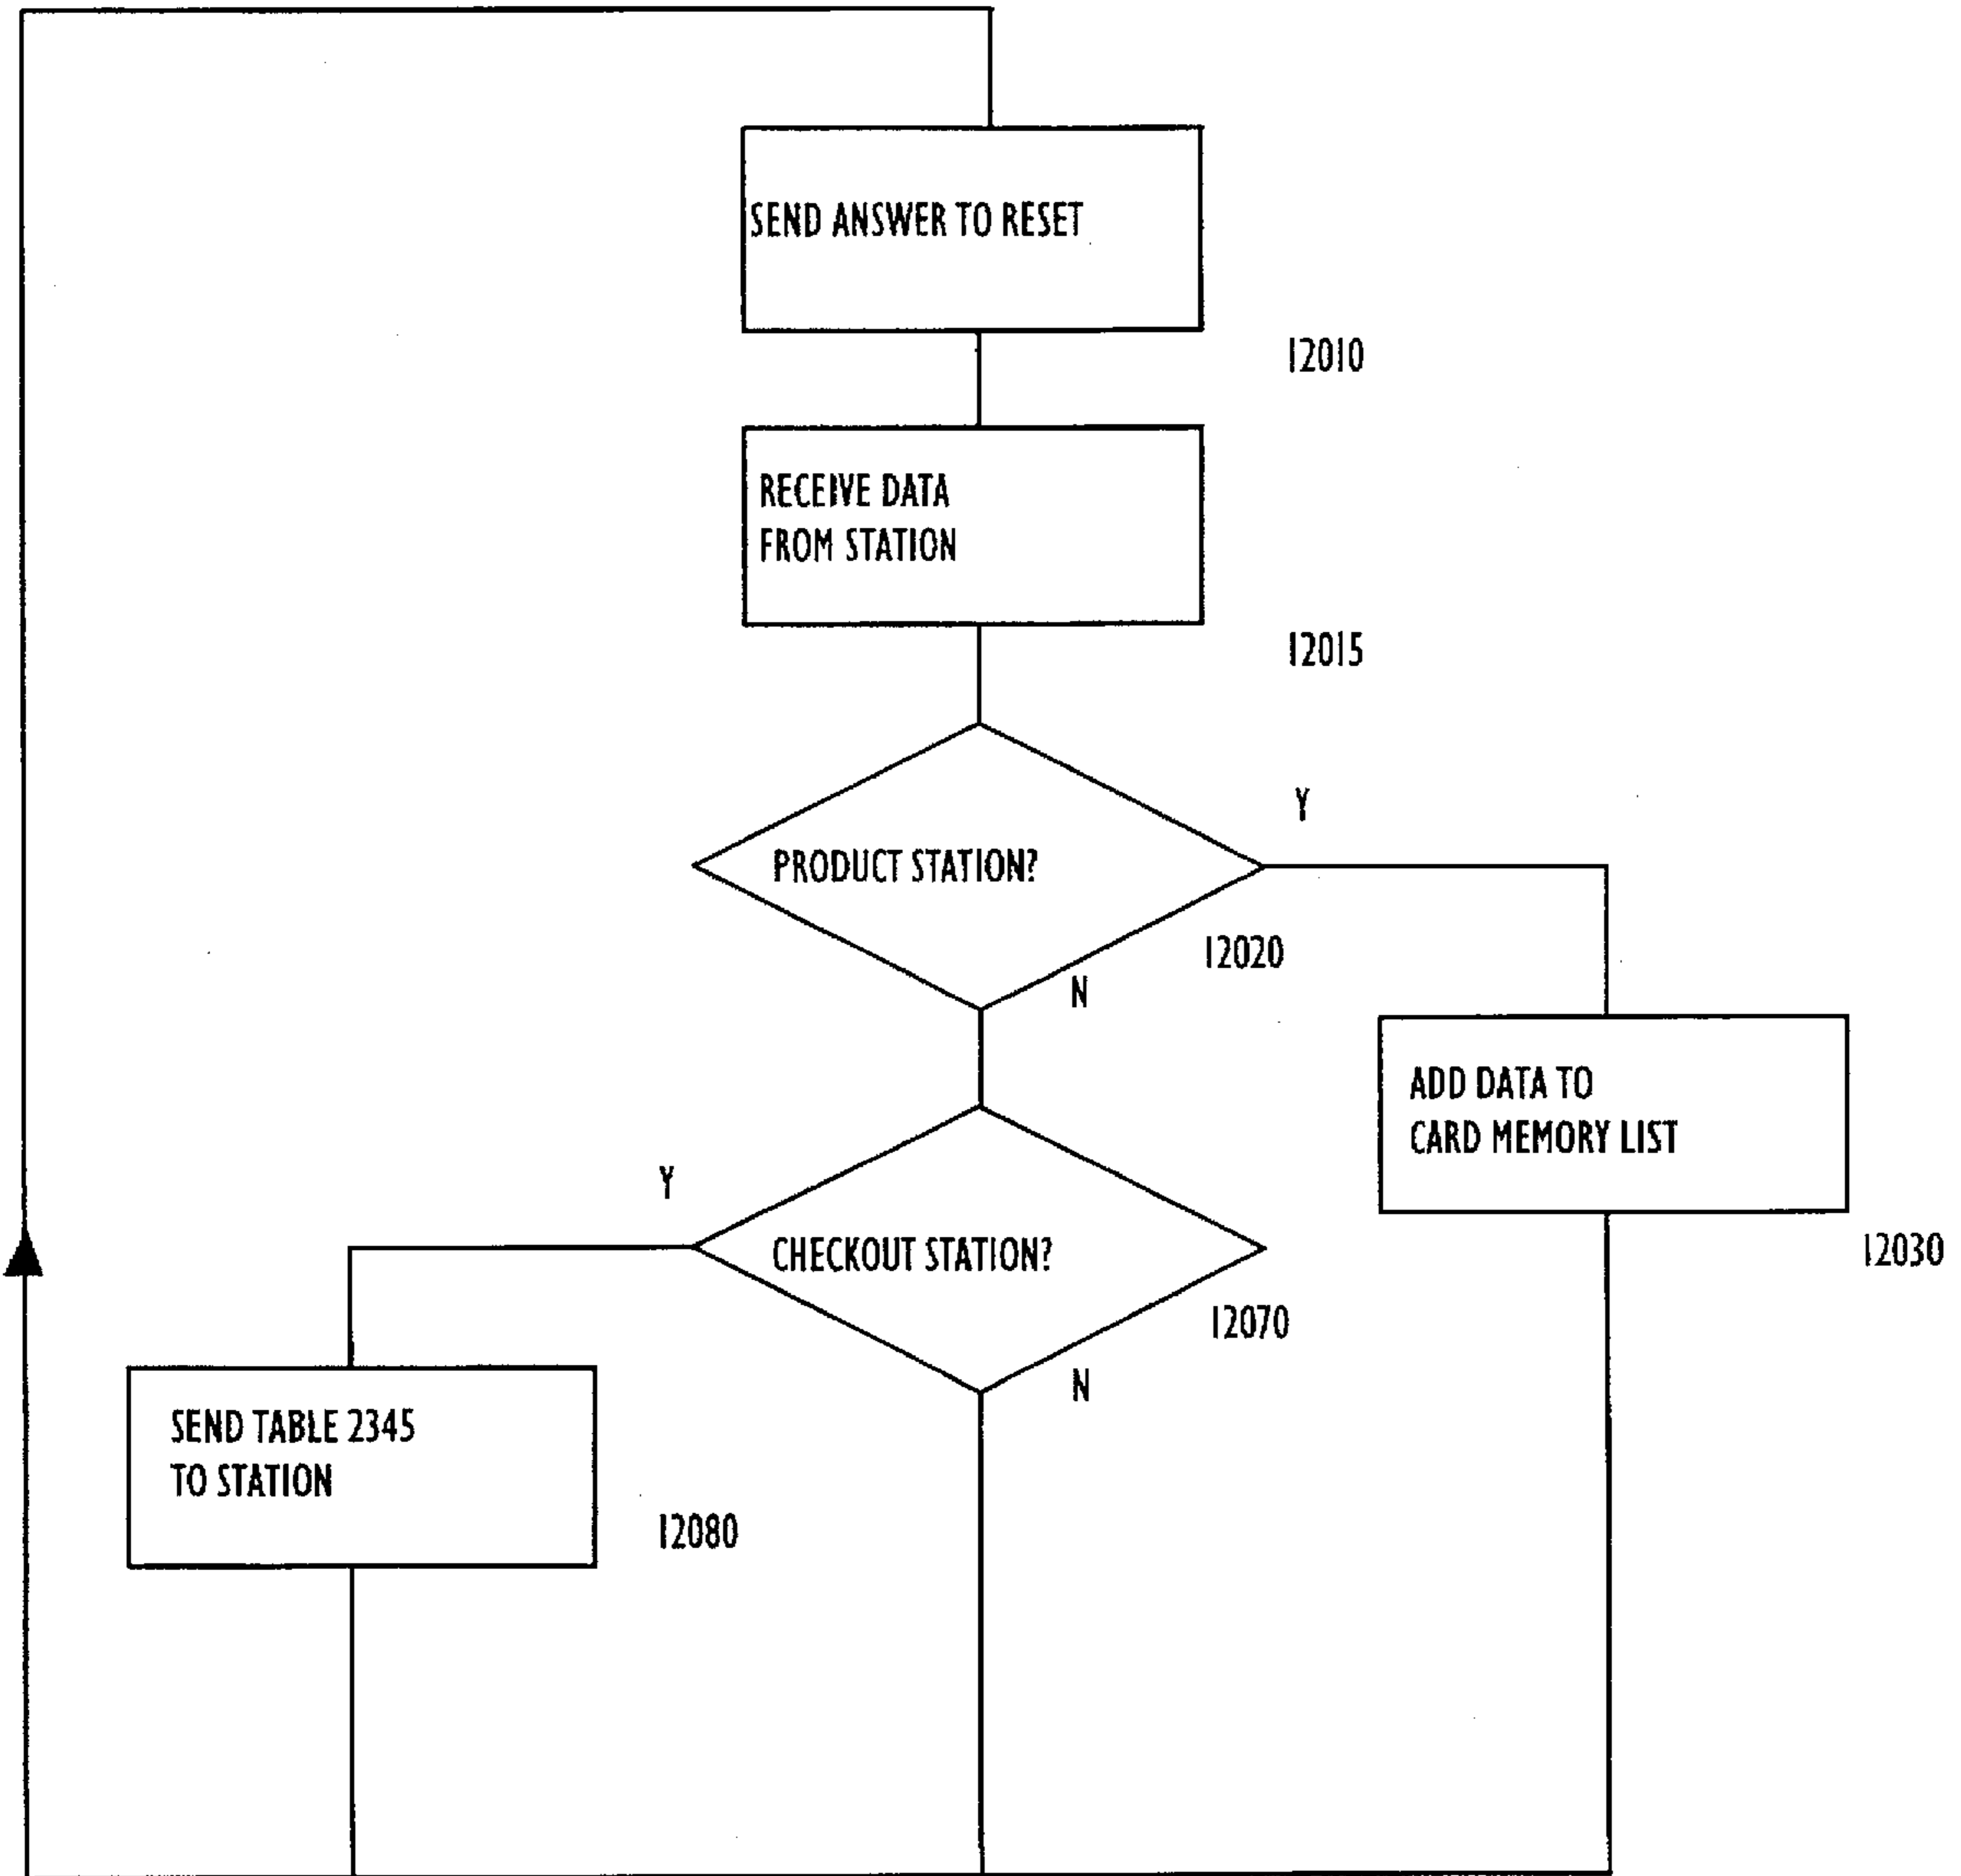 SEND ANSWER TO RESET
12010
RECEIVE DATA
FROM STATION
12015
Y
PRODUCT STATION?
12020
N
ADD DATA TO
CARD MEMORY LIST
12030
Y
CHECKOUT STATION?
12070
N
SEND TABLE 2345
TO STATION
12080